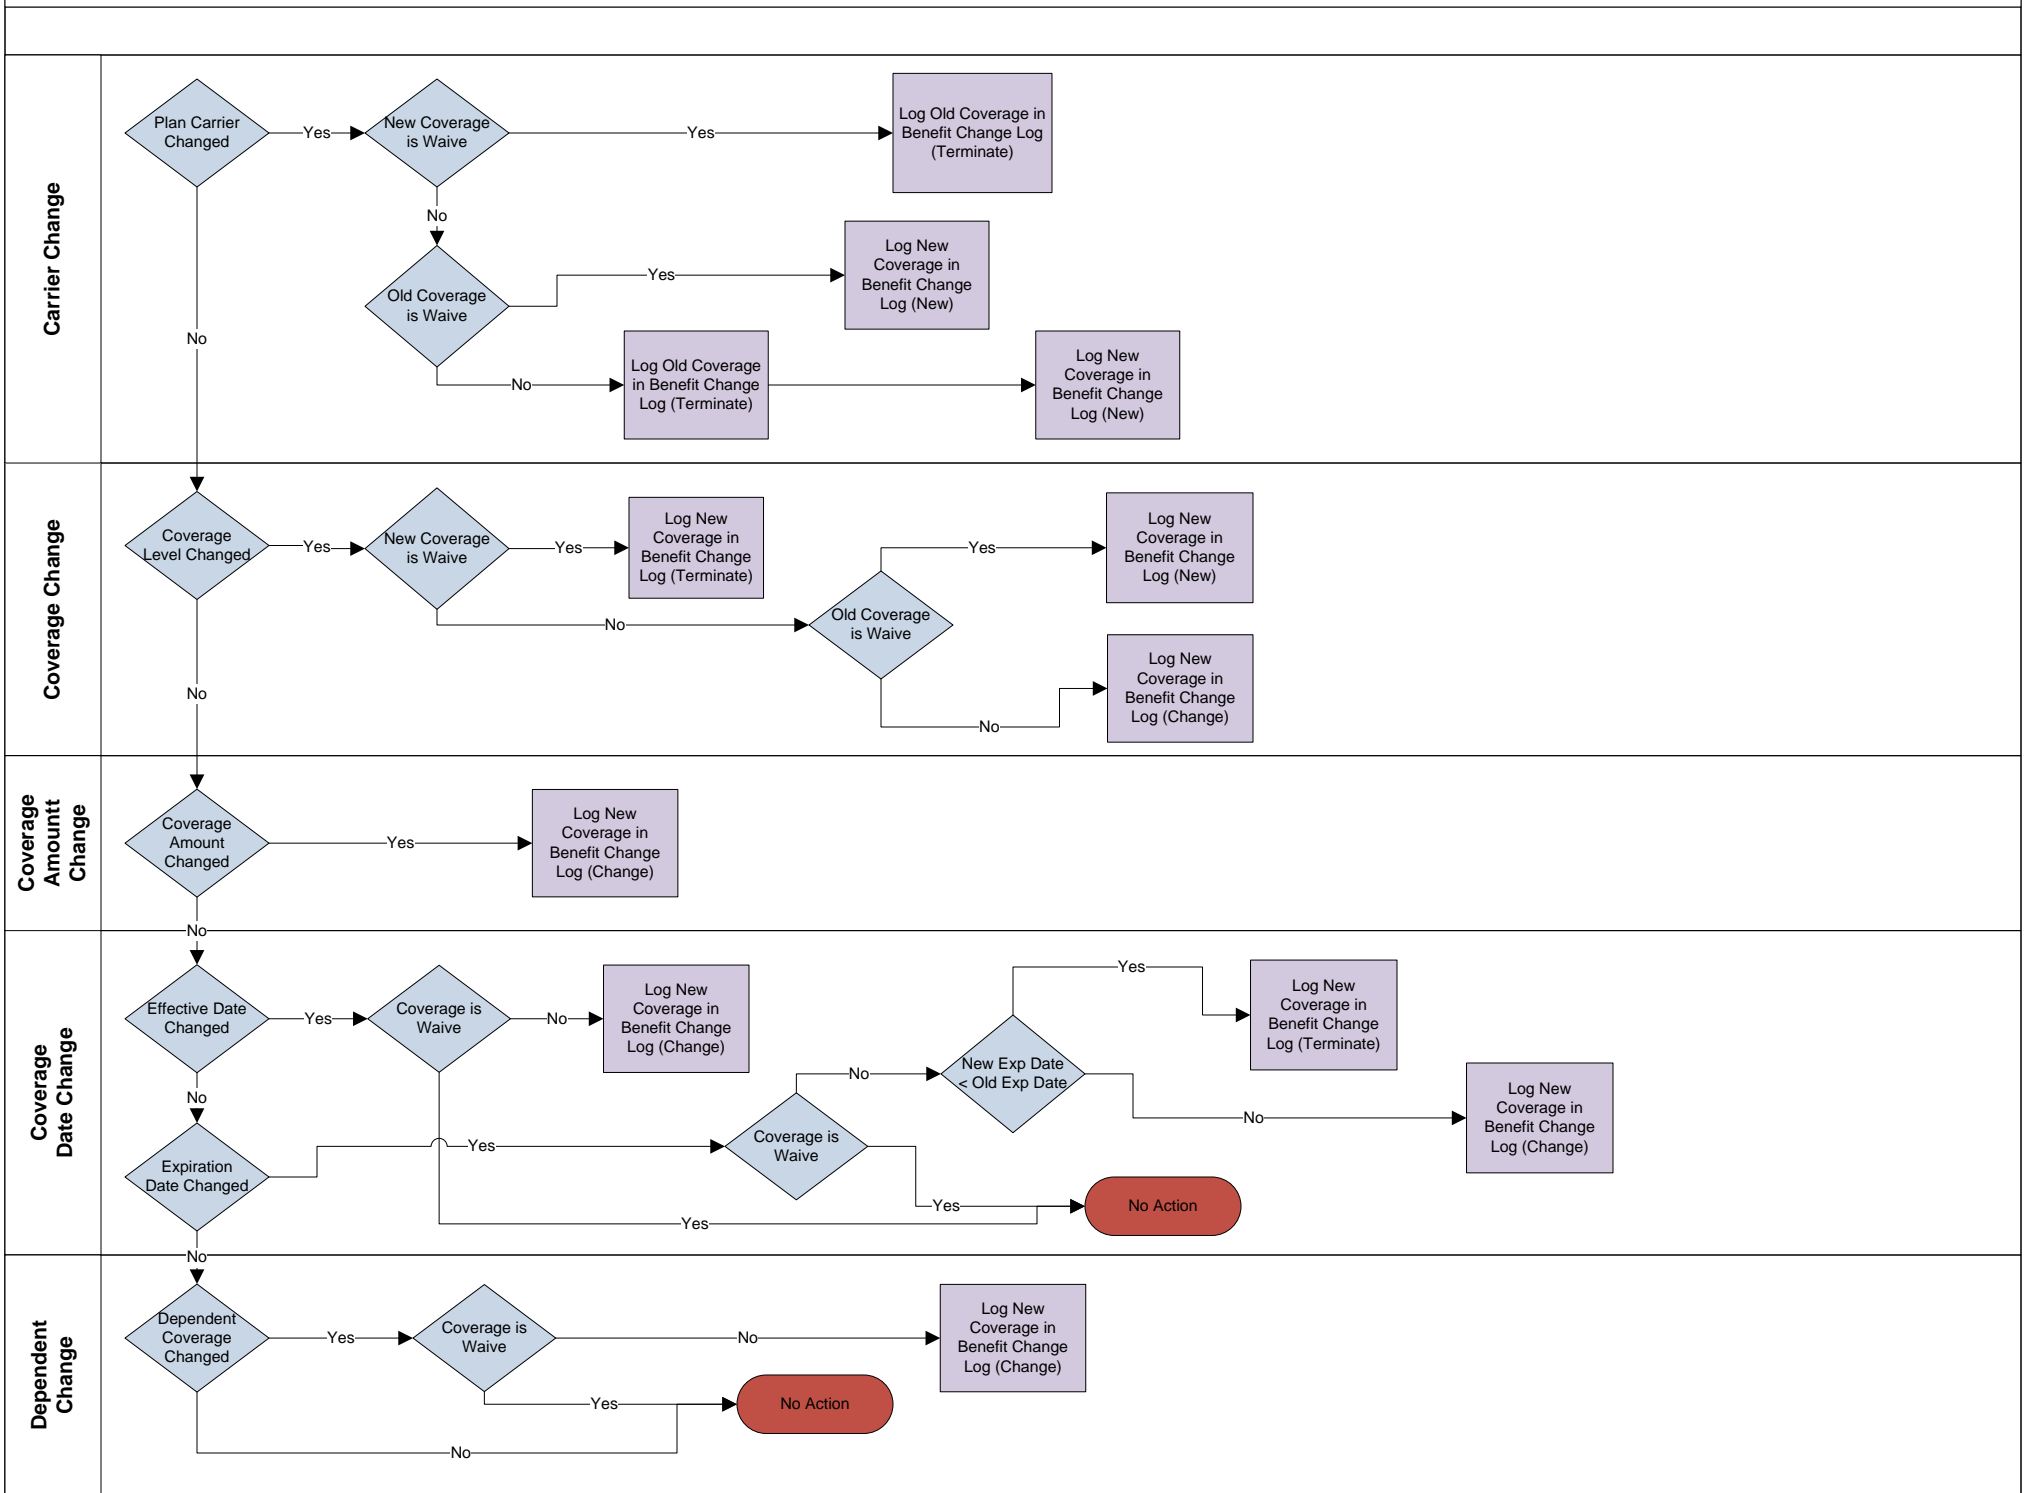 Carrier Change
Plan Carrier
Changed
Yes
New Coverage
is Waive
Yes
Log Old Coverage in
Benefit Change Log
(Terminate)
No
Old Coverage
is Waive
Yes
Log New
Coverage in
Benefit Change
Log (New)
No
No
Log Old Coverage
in Benefit Change
Log (Terminate)
Log New
Coverage in
Benefit Change
Log (New)
Coverage Change
Coverage
Level Changed
Yes
New Coverage
is Waive
Yes
Log New
Coverage in
Benefit Change
Log (Terminate)
No
Old Coverage
is Waive
Yes
Log New
Coverage in
Benefit Change
Log (New)
No
Log New
Coverage in
Benefit Change
Log (Change)
No
Coverage
Amountt
Change
Coverage
Amount
Changed
Yes
Log New
Coverage in
Benefit Change
Log (Change)
No
Coverage
Date Change
Effective Date
Changed
Yes
Coverage is
Waive
No
Log New
Coverage in
Benefit Change
Log (Change)
Yes
No
Expiration
Date Changed
Yes
Coverage is
Waive
No
New Exp Date
< Old Exp Date
Yes
Log New
Coverage in
Benefit Change
Log (Terminate)
No
Log New
Coverage in
Benefit Change
Log (Change)
Yes
No Action
No
Dependent
Change
Dependent
Coverage
Changed
Yes
Coverage is
Waive
No
Log New
Coverage in
Benefit Change
Log (Change)
Yes
No Action
No